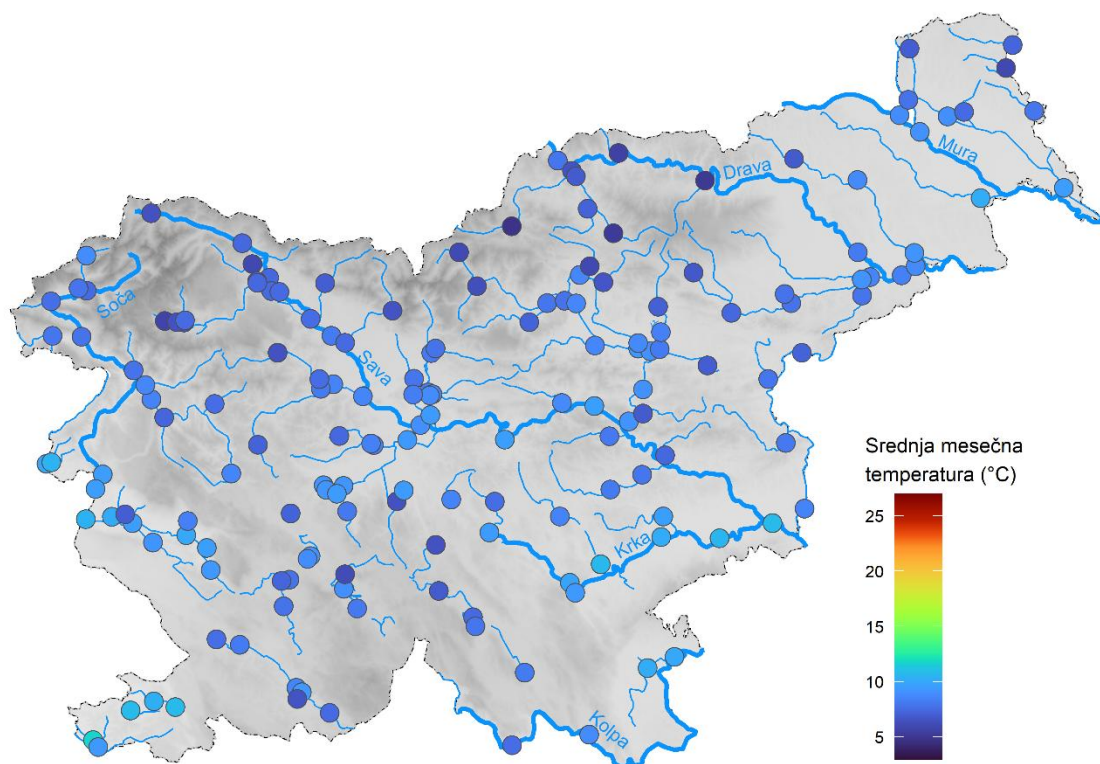 Mura
Drava
Soča
Sava
Srednja mesečna
temperatura (°C)
25
20
15
10
5
Krka
Kolpa